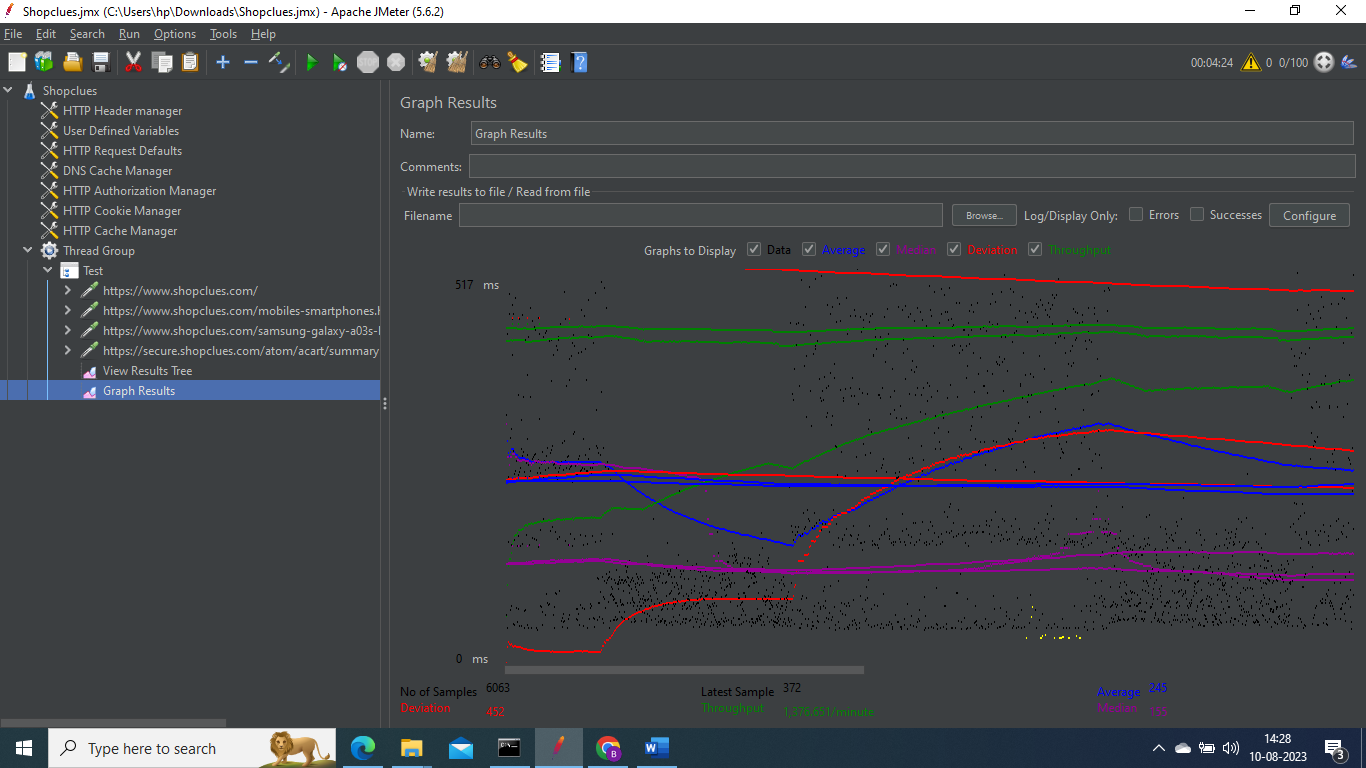 Shopclues.jmx (C:\Users\hp\Downloads\Shopclues.jmx) - Apache JMeter (5.6.2)
File Edit Search Run Options Tools Help
STOP
00:04:24 0 0/100
Shopclues
HTTP Header manager
User Defined Variables
HTTP Request Defaults
DNS Cache Manager
HTTP Authorization Manager
HTTP Cookie Manager
HTTP Cache Manager
Thread Group
Test
https://www.shopclues.com/
https://www.shopclues.com/mobiles-smartphones.
https://www.shopclues.com/samsung-galaxy-a03s-
https://secure.shopclues.com/atom/acart/summary
View Results Tree
Graph Results
Graph Results
Name: Graph Results
Comments:
Write results to file / Read from file
Filename Browse... Log/Display Only: Errors Successes Configure
Graphs to Display Data Average Median Deviation Throughput
517 ms
0 ms
No of Samples 6063 Latest Sample 372 Average 245
Deviation 452 Throughput 1,376.651/minute Median
Type here to search
14:28
10-08-2023
3